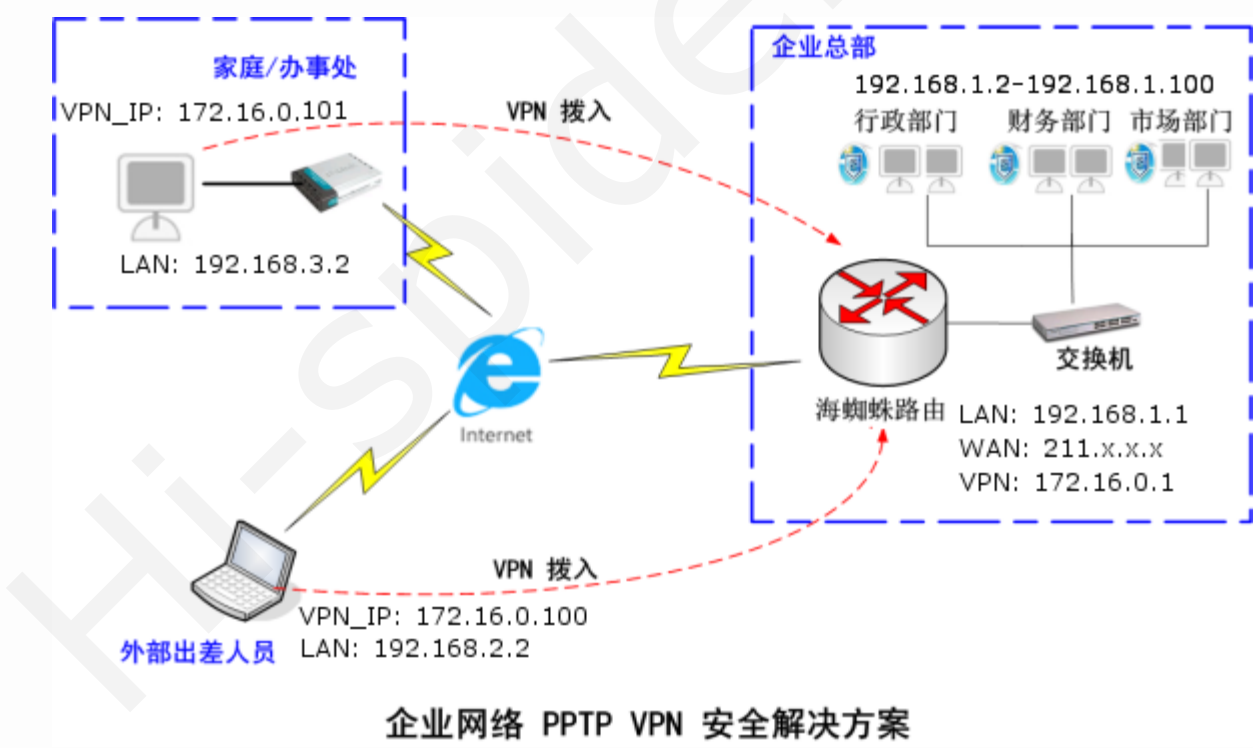 家庭/办事处
VPN_IP: 172.16.0.101
LAN: 192.168.3.2
VPN 拨入
企业总部
192.168.1.2-192.168.1.100
行政部门 财务部门 市场部门
交换机
海蜘蛛路由
LAN: 192.168.1.1
WAN: 211.x.x.x
VPN: 172.16.0.1
Internet
VPN 拨入
VPN_IP: 172.16.0.100
LAN: 192.168.2.2
外部出差人员
企业网络 PPTP VPN 安全解决方案
Hi-spider